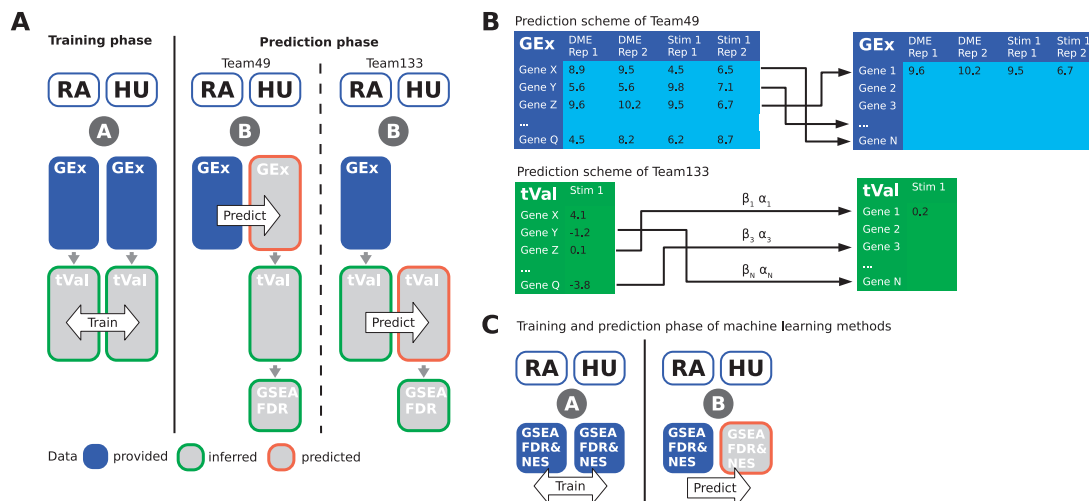 A
Training phase
Prediction phase
Team49
Team133
RA HU
RA HU
RA HU
A
B
B
GEx GEx
GEx GEx
GEx
Predict
tVal tVal
tVal
tVal tVal
Train
Predict
GSEA
FDR
GSEA
FDR
Data provided inferred predicted
B
Prediction scheme of Team49
GEx DME Rep 1 DME Rep 2 Stim 1 Rep 1 Stim 1 Rep 2
Gene X 8.9 9.5 4.5 6.5
Gene Y 5.6 5.6 9.8 7.1
Gene Z 9.6 10.2 9.5 6.7
...
Gene Q 4.5 8.2 6.2 8.7
GEx DME Rep 1 DME Rep 2 Stim 1 Rep 1 Stim 1 Rep 2
Gene 1 9.6 10.2 9.5 6.7
Gene 2
Gene 3
...
Gene N
Prediction scheme of Team133
tVal Stim 1
Gene X 4.1
Gene Y -1.2
Gene Z 0.1
...
Gene Q -3.8
β1 α1
β3 α3
βN αN
tVal Stim 1
Gene 1 0.2
Gene 2
Gene 3
...
Gene N
C
Training and prediction phase of machine learning methods
RA HU
RA HU
A
B
GSEA FDR& NES
GSEA FDR& NES
Train
GSEA FDR& NES
GSEA FDR& NES
Predict